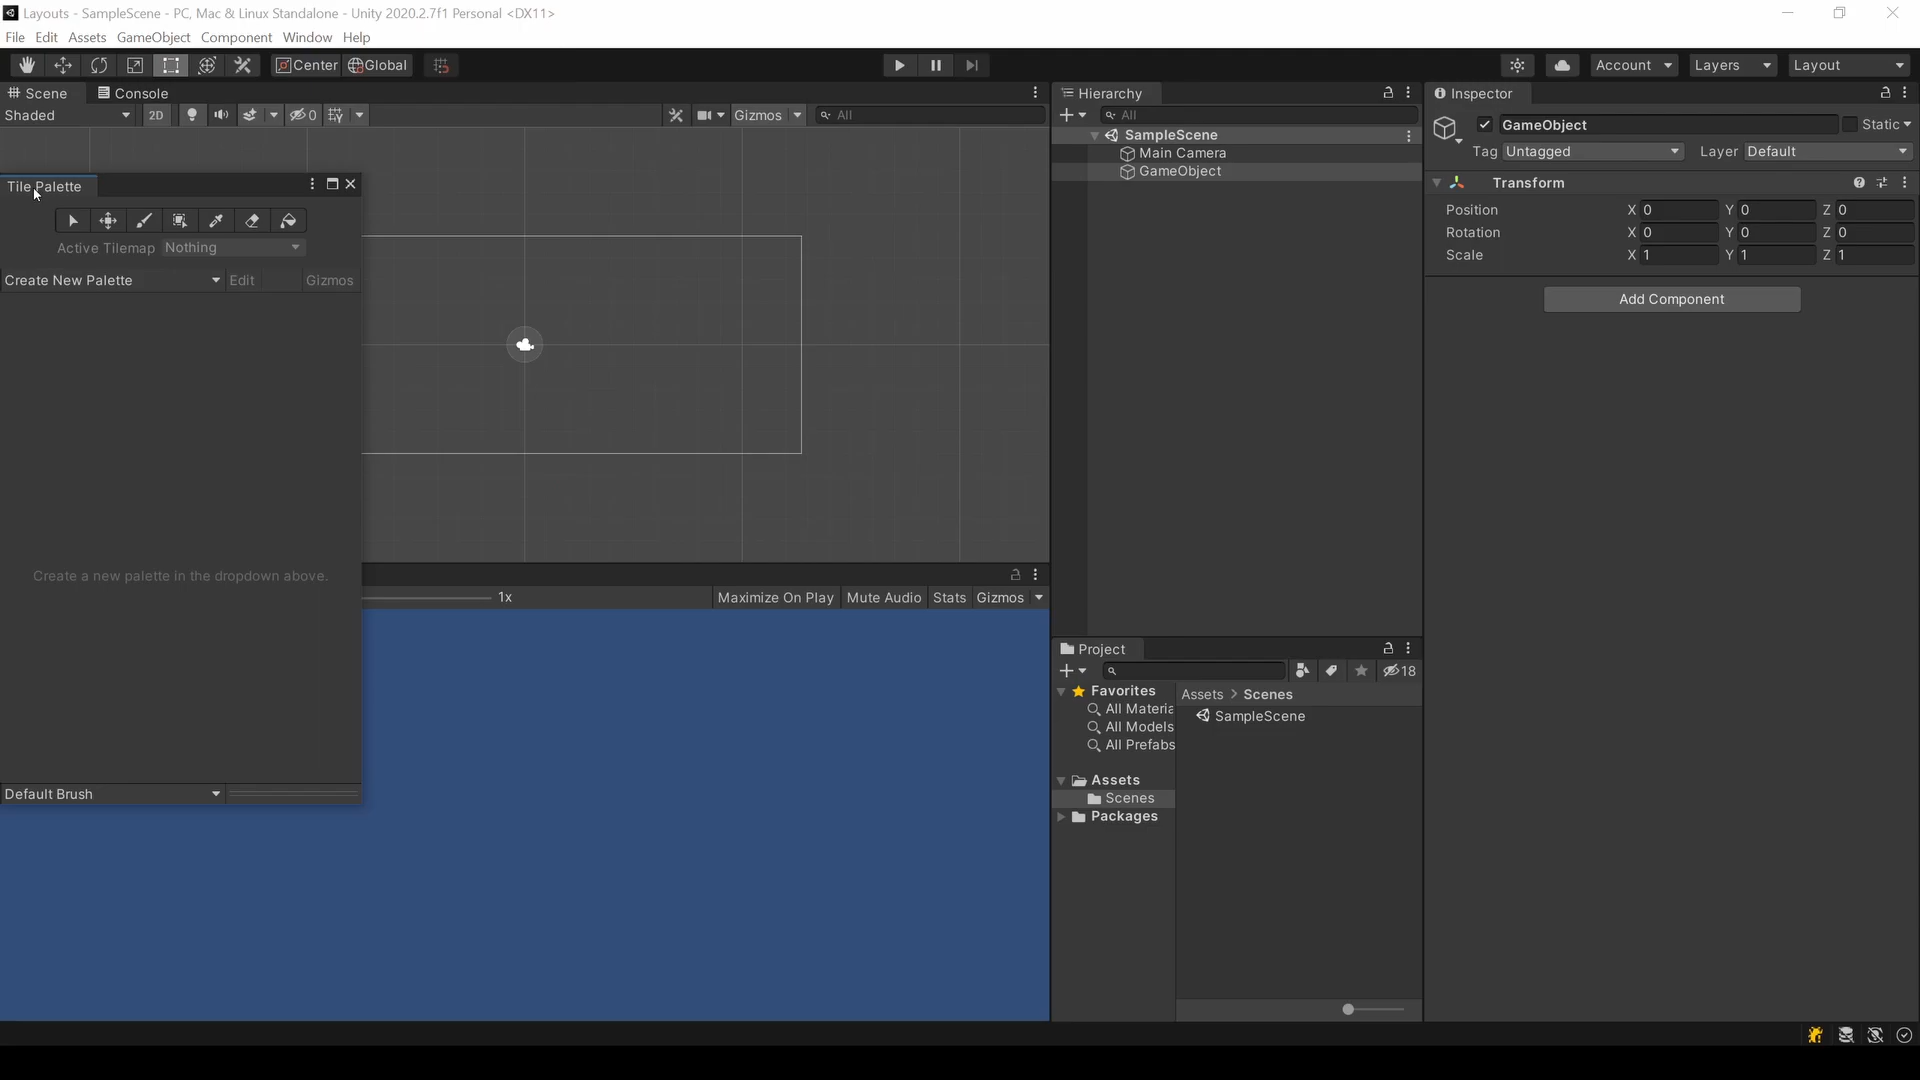 Layouts - SampleScene - PC, Mac & Linux Standalone - Unity 2020.2.7f1 Personal <DX11>
File Edit Assets GameObject Component Window Help
Center Global Account Layers Layout
Scene Console
Shaded 2D 0 Gizmos All
Tile Palette
Active Tilemap Nothing
Create New Palette Edit Gizmos
Create a new palette in the dropdown above.
Default Brush
1x Maximize On Play Mute Audio Stats Gizmos
Hierarchy
All
SampleScene
Main Camera
GameObject
Project
18
Favorites
All Materia
All Models
All Prefabs
Assets
Scenes
Packages
Assets > Scenes
SampleScene
Inspector
GameObject Static
Tag Untagged Layer Default
Transform
Position X 0 Y 0 Z 0
Rotation X 0 Y 0 Z 0
Scale X 1 Y 1 Z 1
Add Component